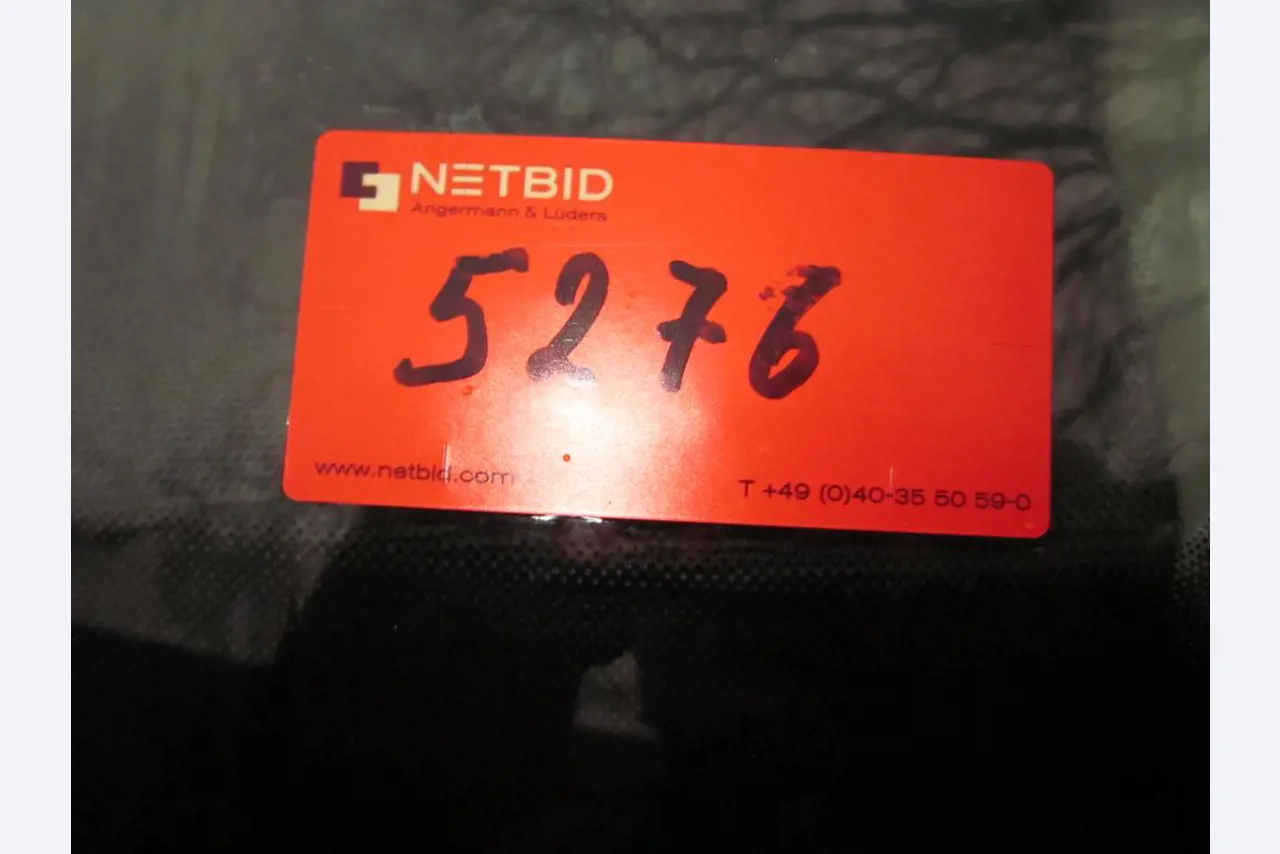 NETBID
Angermann & Lüders
5276
www.netbid.com
T +49 (0)40-35 50 59-0